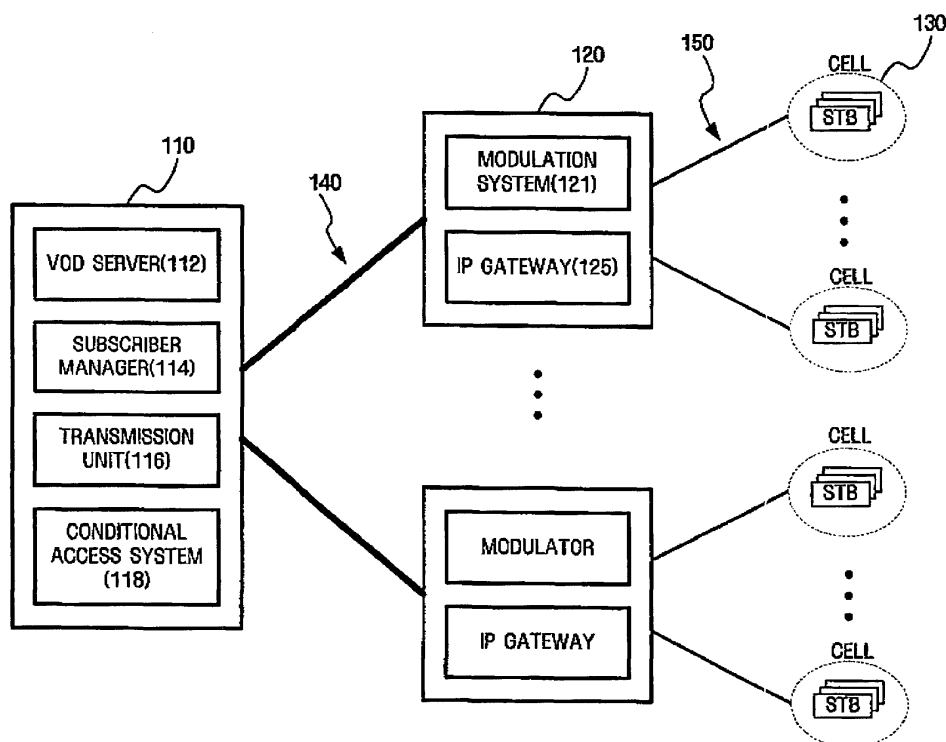 110
VOD SERVER(112)
SUBSCRIBER
MANAGER(114)
TRANSMISSION
UNIT(116)
CONDITIONAL
ACCESS SYSTEM
(118)
140
120
MODULATION
SYSTEM(121)
IP GATEWAY(125)
MODULATOR
IP GATEWAY
150
130
CELL
STB
CELL
STB
CELL
STB
CELL
STB